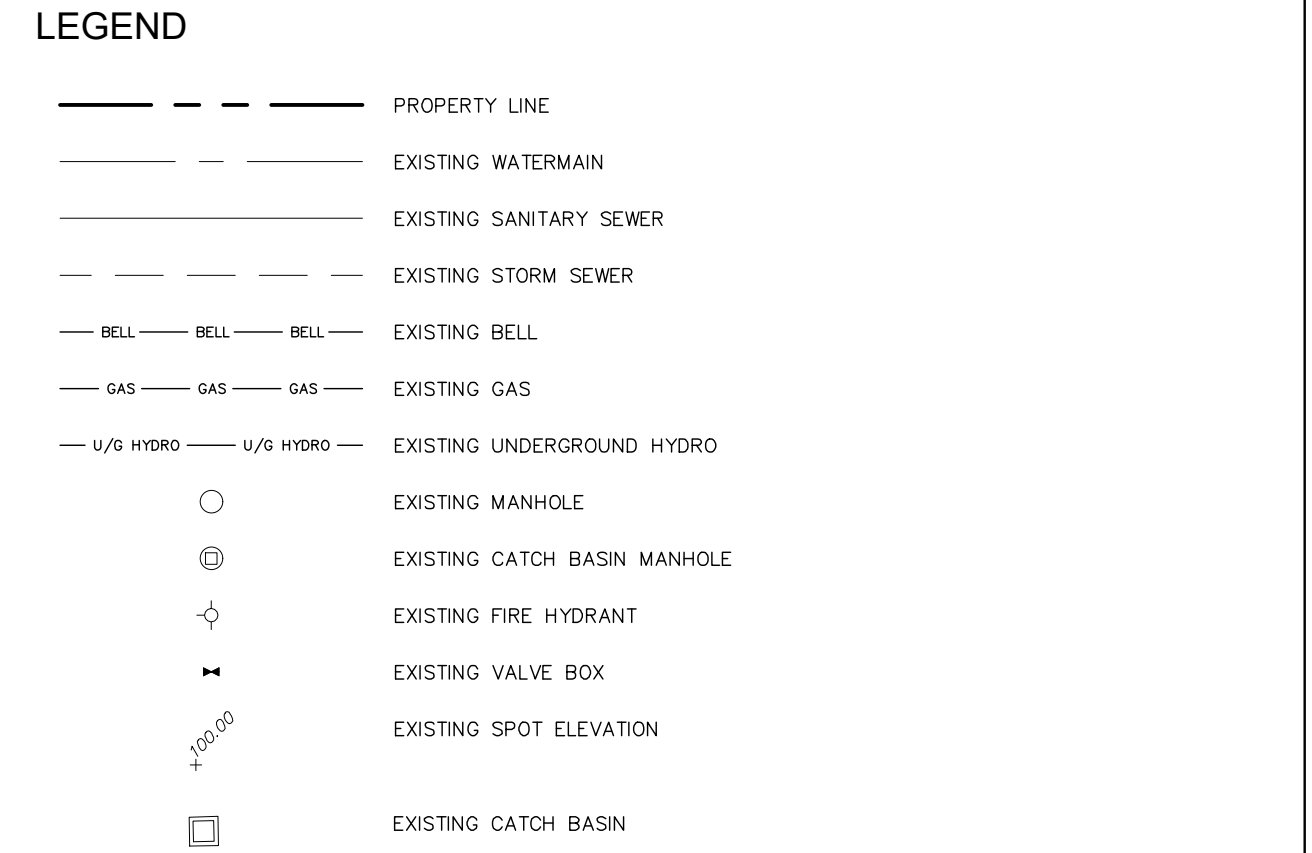 LEGEND
PROPERTY LINE
EXISTING WATERMAIN
EXISTING SANITARY SEWER
EXISTING STORM SEWER
BELL BELL BELL EXISTING BELL
GAS GAS GAS EXISTING GAS
U/G HYDRO U/G HYDRO EXISTING UNDERGROUND HYDRO
EXISTING MANHOLE
EXISTING CATCH BASIN MANHOLE
EXISTING FIRE HYDRANT
EXISTING VALVE BOX
100.00 EXISTING SPOT ELEVATION
EXISTING CATCH BASIN